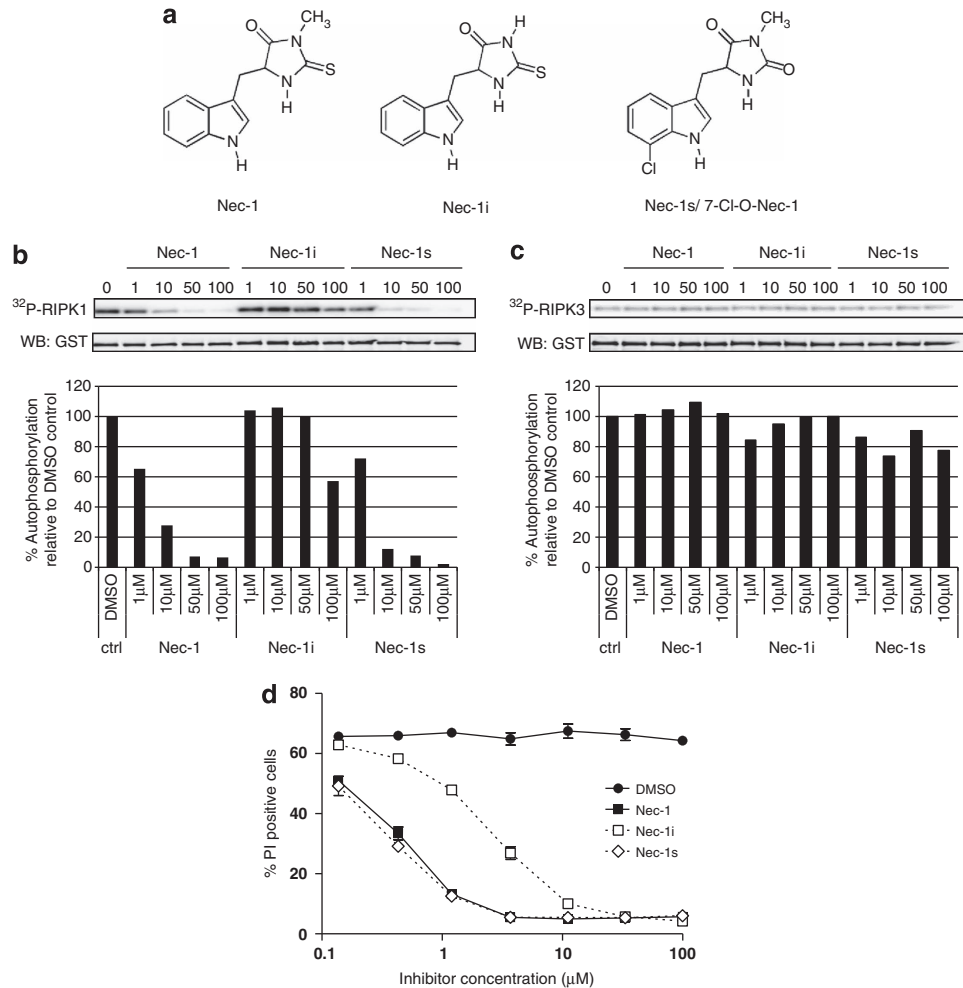 a
O
CH3
N
S
N
H
N
H
Nec-1
O
H
N
S
N
H
N
H
Nec-1i
O
CH3
N
O
N
H
N
H
Cl
Nec-1s/ 7-Cl-O-Nec-1
b
Nec-1 Nec-1i Nec-1s
0 1 10 50 100 1 10 50 100 1 10 50 100
32P-RIPK1
WB: GST
% Autophosphorylation
relative to DMSO control
120
100
80
60
40
20
0
DMSO 1µM 10µM 50µM 100µM 1µM 10µM 50µM 100µM 1µM 10µM 50µM 100µM
ctrl Nec-1 Nec-1i Nec-1s
c
Nec-1 Nec-1i Nec-1s
0 1 10 50 100 1 10 50 100 1 10 50 100
32P-RIPK3
WB: GST
% Autophoosphorylation
relative to DMSO control
120
100
80
60
40
20
0
DMSO 1µM 10µM 50µM 100µM 1µM 10µM 50µM 100µM 1µM 10µM 50µM 100µM
ctrl Nec-1 Nec-1i Nec-1s
d
% PI positive cells
80
60
40
20
0
0.1 1 10 100
Inhibitor concentration (µM)
DMSO
Nec-1
Nec-1i
Nec-1s